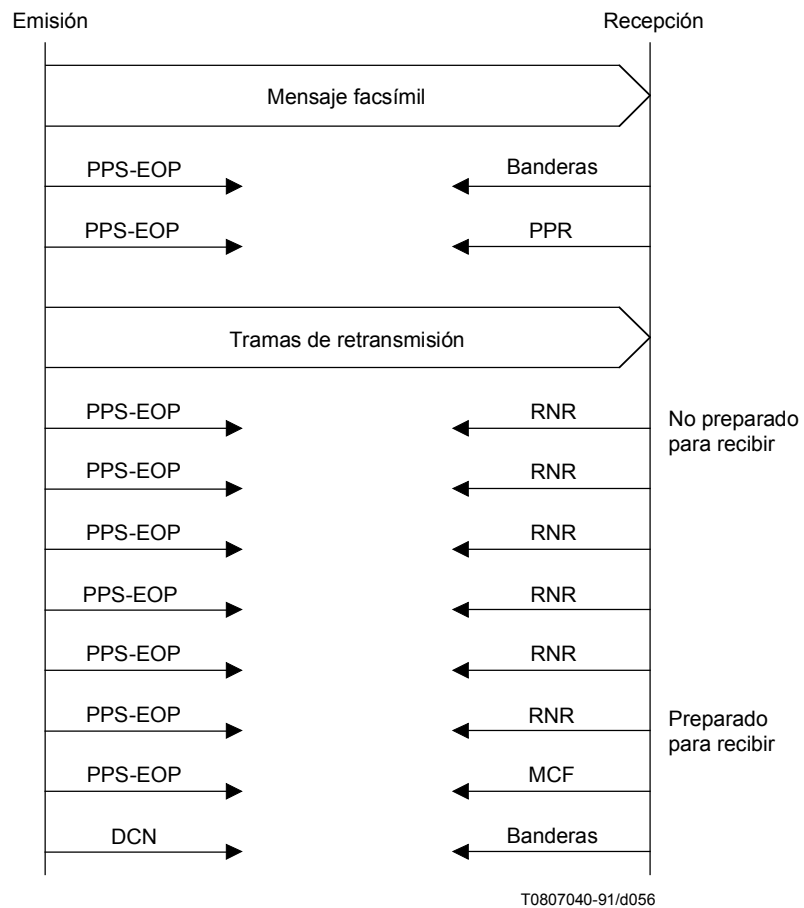 Emisión
Recepción
Mensaje facsímil
PPS-EOP
Banderas
PPS-EOP
PPR
Tramas de retransmisión
PPS-EOP
RNR
No preparado
para recibir
PPS-EOP
RNR
PPS-EOP
RNR
PPS-EOP
RNR
PPS-EOP
RNR
PPS-EOP
RNR
Preparado
para recibir
PPS-EOP
MCF
DCN
Banderas
T0807040-91/d056